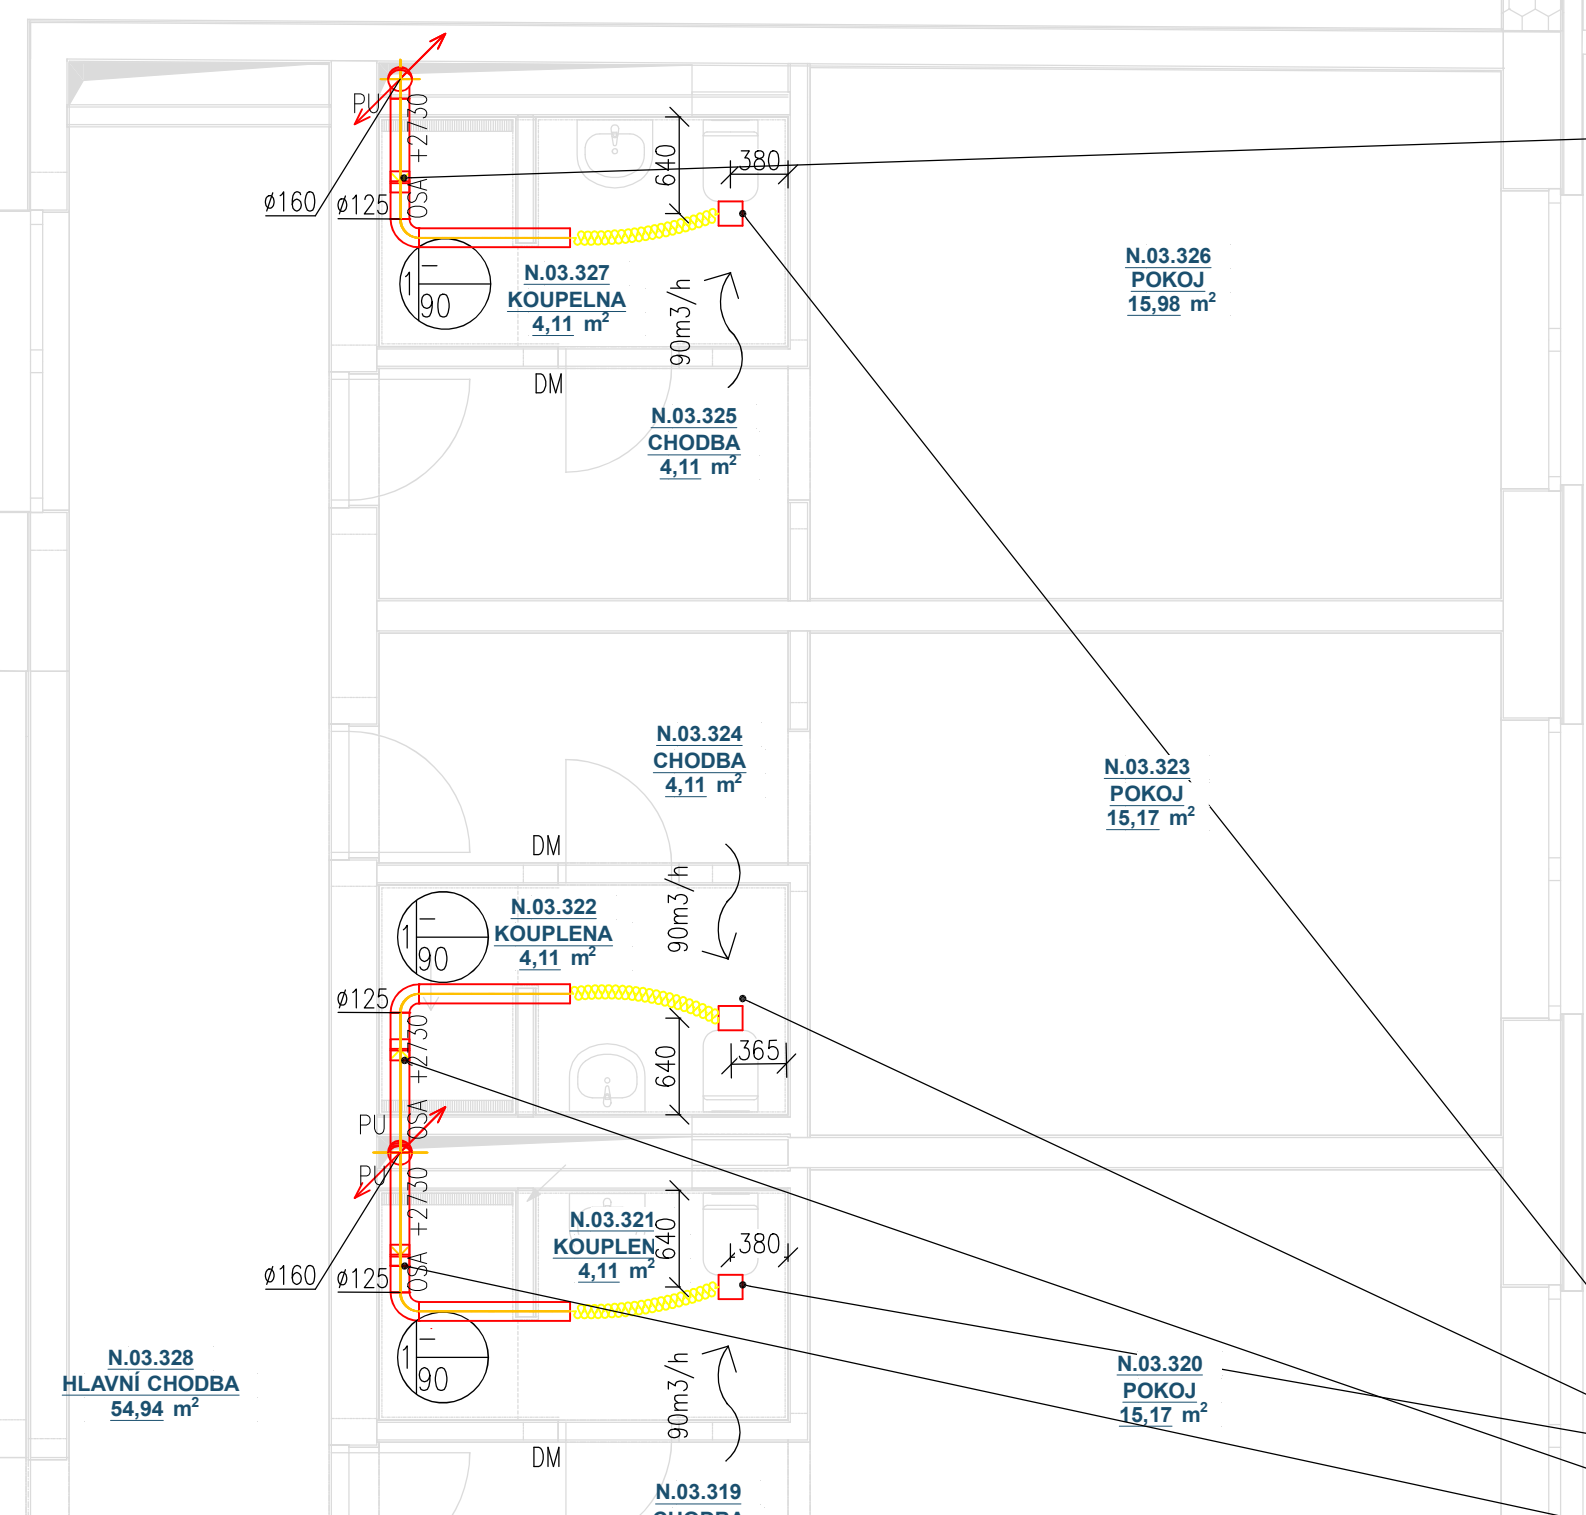 PU
OSA +2730
640
380
ø160
ø125
1
–
90
N.03.327
KOUPELNA
4,11 m²
90m3/h
DM
N.03.326
POKOJ
15,98 m²
N.03.325
CHODBA
4,11 m²
N.03.324
CHODBA
4,11 m²
N.03.323
POKOJ
15,17 m²
DM
90m3/h
1
–
90
N.03.322
KOUPLENA
4,11 m²
ø125
OSA +2730
640
365
PU
PU
OSA +2730
640
380
N.03.321
KOUPLEN
4,11 m²
ø160
ø125
1
–
90
90m3/h
N.03.328
HLAVNÍ CHODBA
54,94 m²
N.03.320
POKOJ
15,17 m²
DM
N.03.319
CHODBA